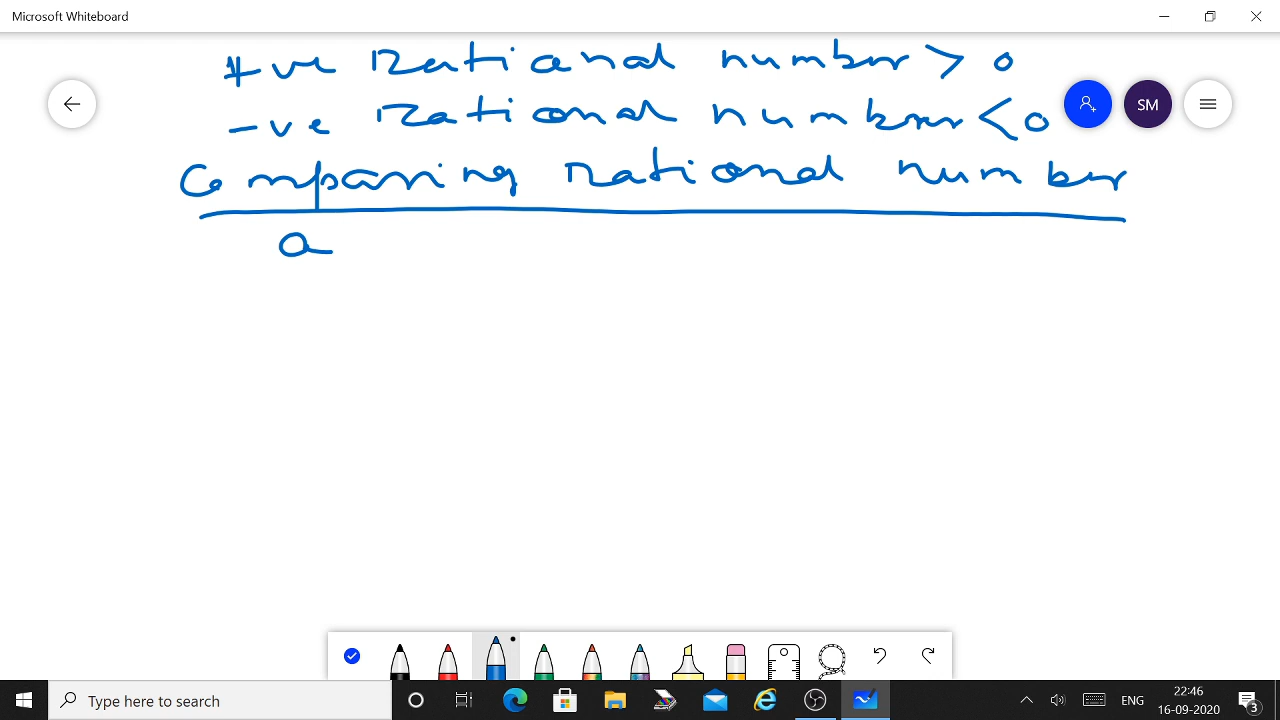 Microsoft Whiteboard
+ve Rational number > 0
-ve Rational number < 0
SM
Comparing rational number
a
Type here to search
ENG
22:46
16-09-2020
3